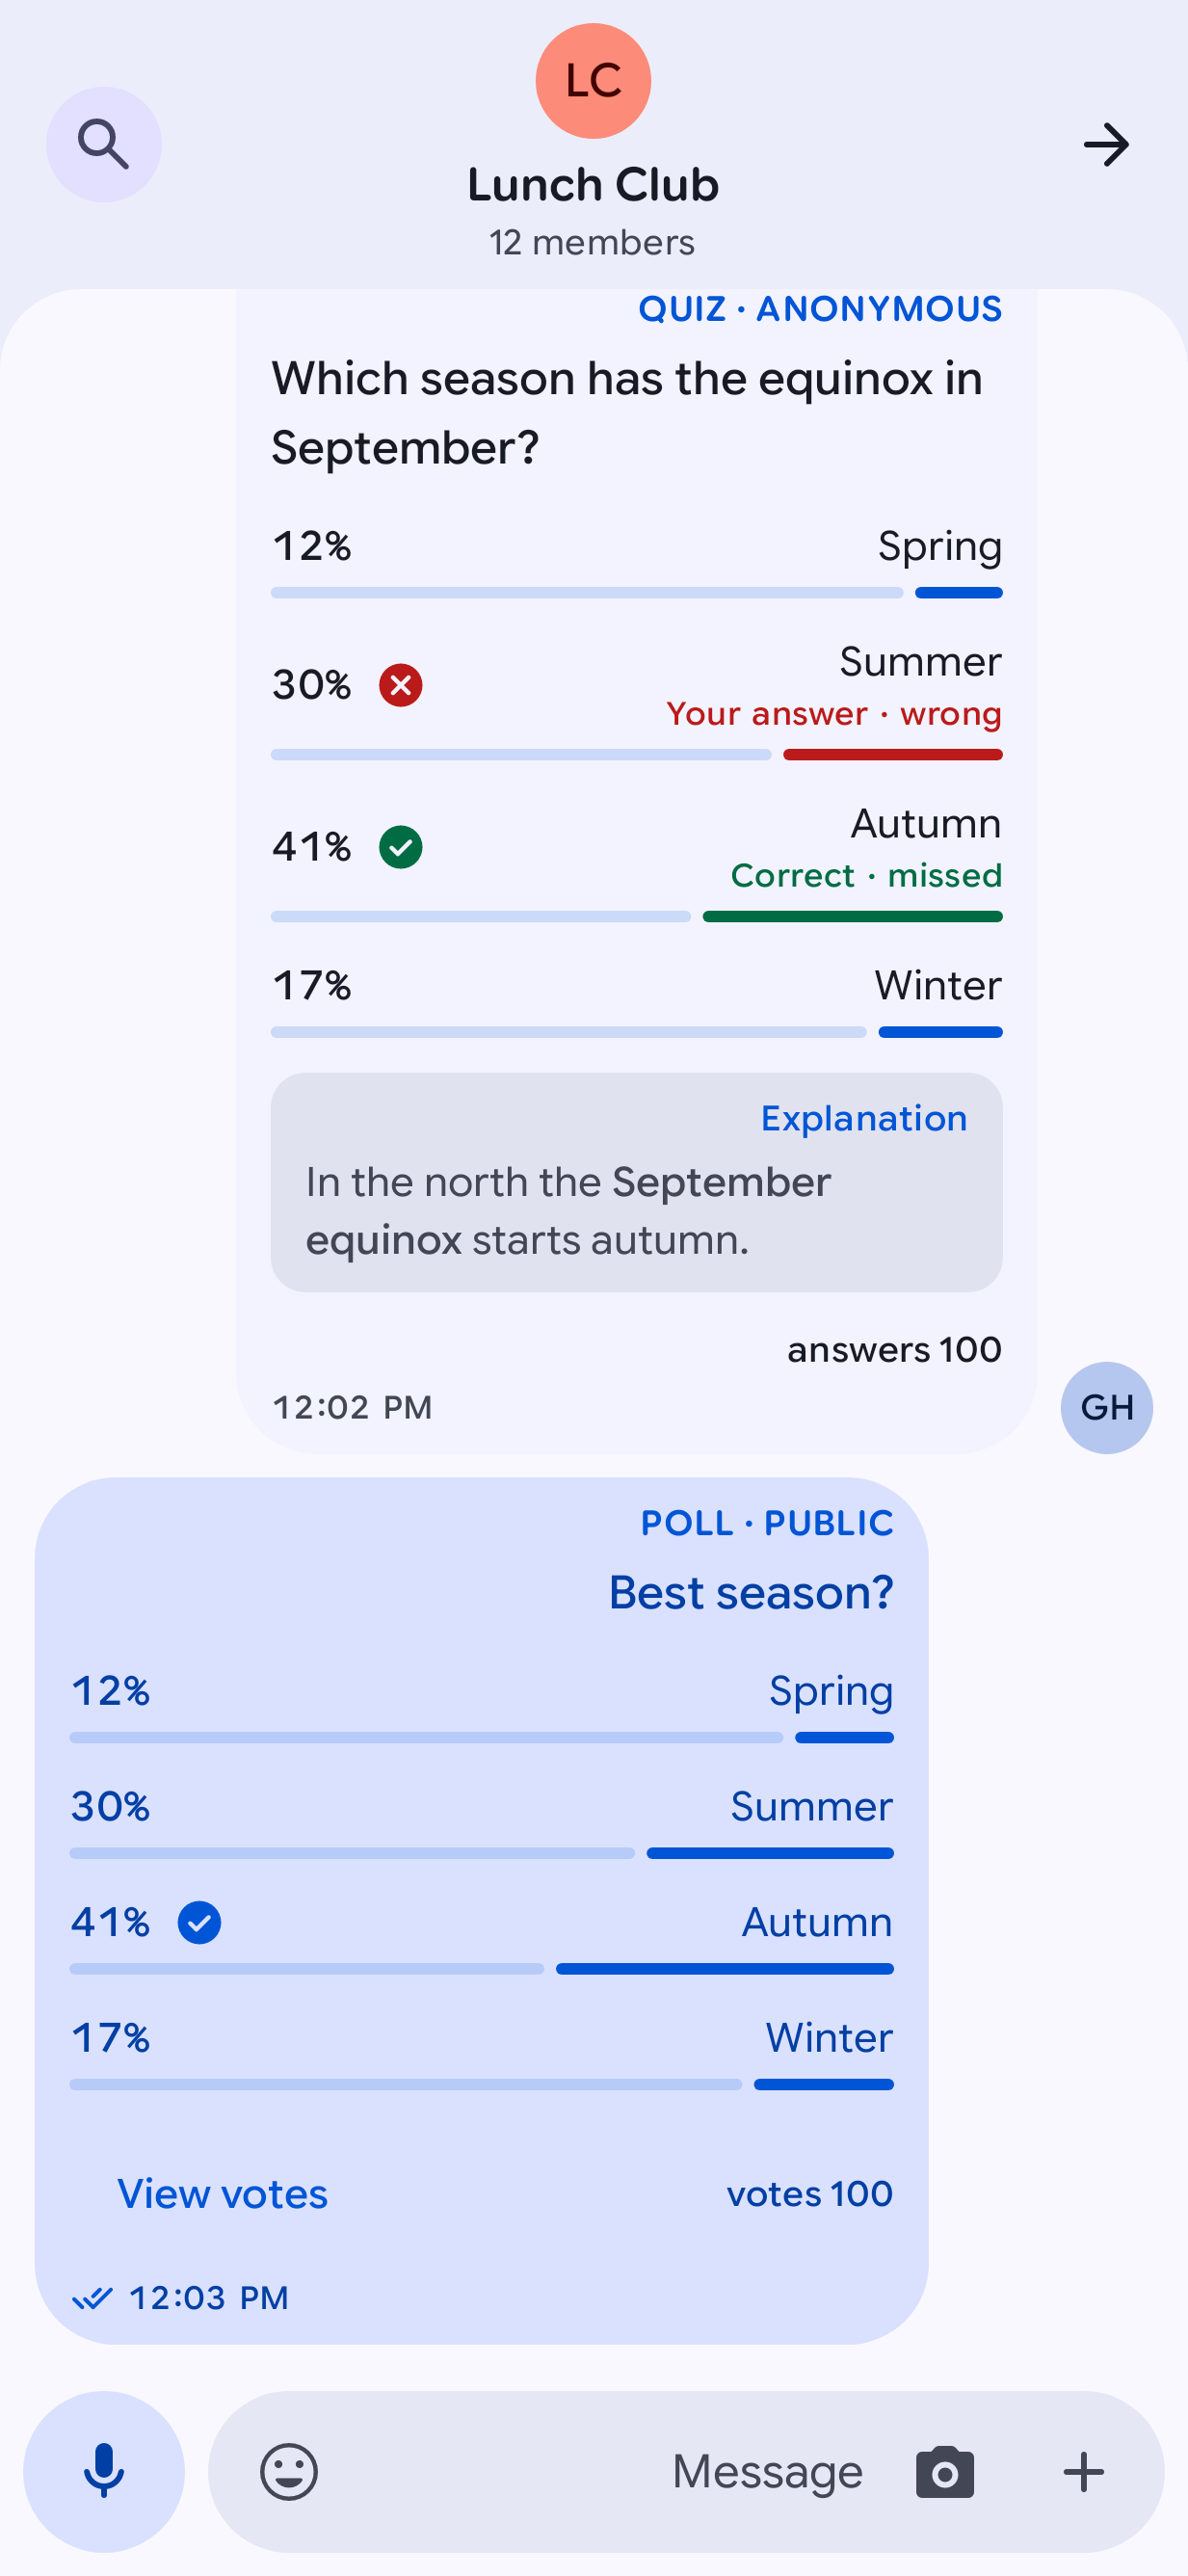 LC
Lunch Club
12 members
QUIZ · ANONYMOUS
Which season has the equinox in
September?
12% Spring
30% Summer
Your answer · wrong
41% Autumn
Correct · missed
17% Winter
Explanation
In the north the September
equinox starts autumn.
answers 100
12:02 PM
GH
POLL · PUBLIC
Best season?
12% Spring
30% Summer
41% Autumn
17% Winter
View votes votes 100
12:03 PM
Message